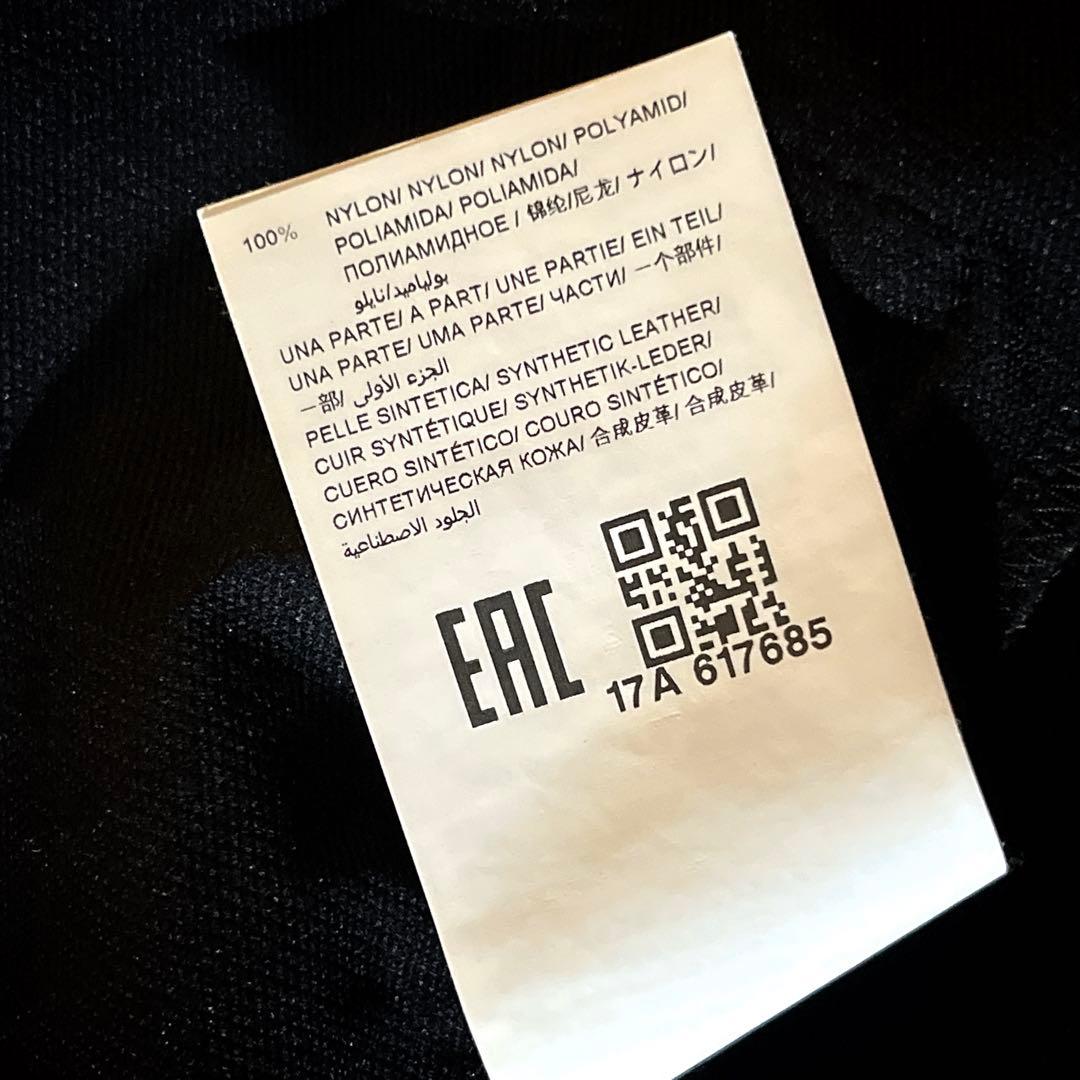 100% NYLON/ NYLON/ NYLON/ POLYAMID/
POLIAMIDA/ POLIAMIDA/
ПОЛИАМИДНОЕ / 锦纶/尼龙/ ナイロン/
بولياميد/نايلو
UNA PARTE/ A PART/ UNE PARTIE/ EIN TEIL/
UNA PARTE/ UMA PARTE/ ЧАСТИ/ 一个部件/
一部/ الجزء الأولى
PELLE SINTETICA/ SYNTHETIC LEATHER/
CUIR SYNTÉTIQUE/ SYNTHETIK-LEDER/
CUERO SINTÉTICO/ COURO SINTÉTICO/
СИНТЕТИЧЕСКАЯ КОЖА/ 合成皮革/ 合成皮革/
الجلود الاصطناعية
EAC
17A 617685